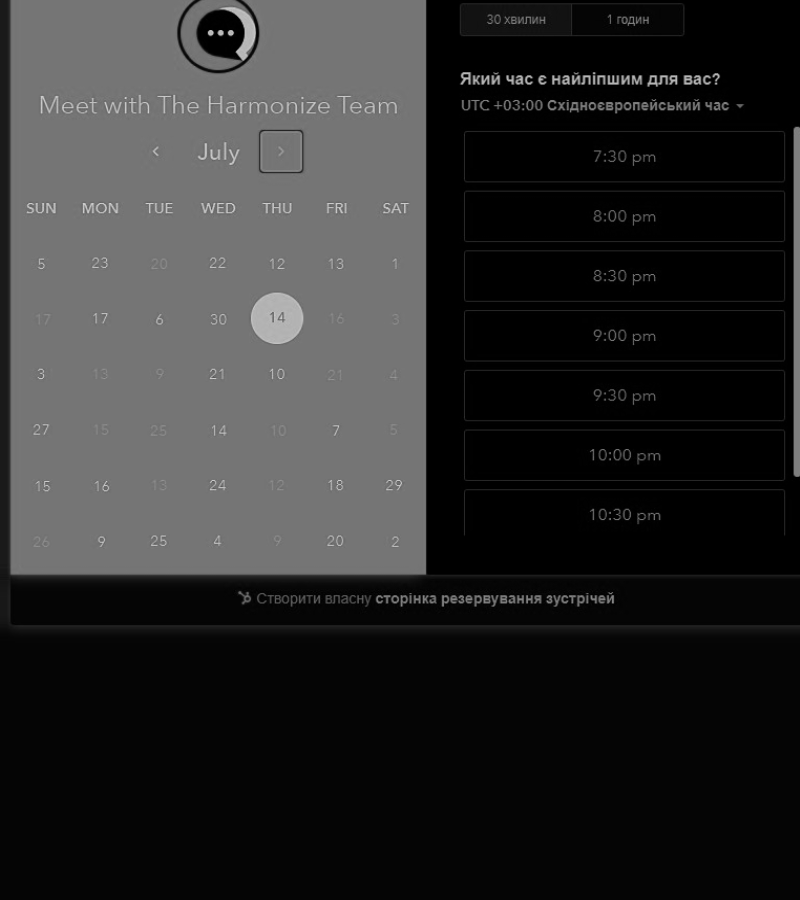 Meet with The Harmonize Team
July
SUN MON TUE WED THU FRI SAT
5 23 20 22 12 13 1
17 17 6 30 14 16 3
3 13 9 21 10 21 4
27 15 25 14 10 7 5
15 16 13 24 12 18 29
26 9 25 4 9 20 2
30 хвилин 1 годин
Який час є найліпшим для вас?
UTC +03:00 Східноєвропейський час
7:30 pm
8:00 pm
8:30 pm
9:00 pm
9:30 pm
10:00 pm
10:30 pm
Створити власну сторінка резервування зустрічей